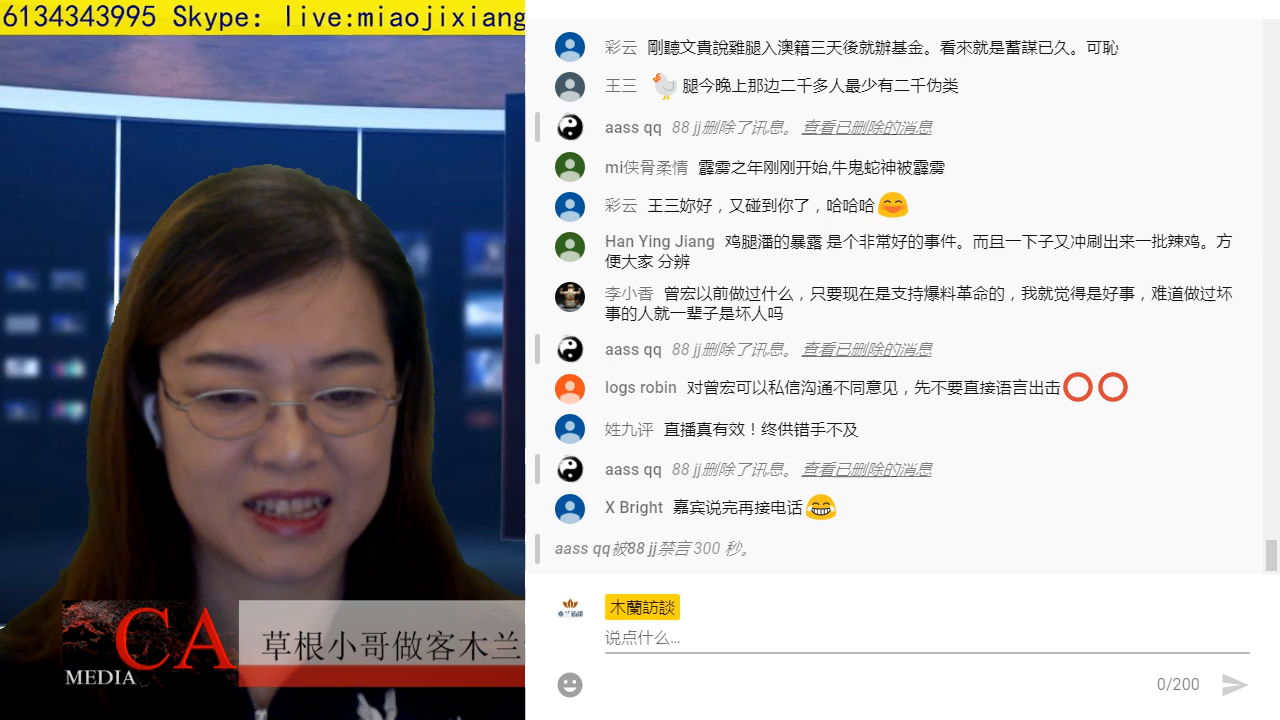 6134343995 Skype: live:miaojixiang
CA
MEDIA
草根小哥做客木兰
彩云 剛聽文貴說雞腿入澳籍三天後就辦基金。看來就是蓄謀已久。可恥
王三 腿今晚上那边二千多人最少有二千伪类
aass qq 88 jj删除了讯息。 查看已删除的消息
mi侠骨柔情 霹雳之年刚刚开始,牛鬼蛇神被霹雳
彩云 王三妳好，又碰到你了，哈哈哈
Han Ying Jiang 鸡腿潘的暴露 是个非常好的事件。而且一下子又冲刷出来一批辣鸡。方
便大家 分辨
李小香 曾宏以前做过什么，只要现在是支持爆料革命的，我就觉得是好事，难道做过坏
事的人就一辈子是坏人吗
aass qq 88 jj删除了讯息。 查看已删除的消息
logs robin 对曾宏可以私信沟通不同意见，先不要直接语言出击
姓九评 直播真有效！终供错手不及
aass qq 88 jj删除了讯息。 查看已删除的消息
X Bright 嘉宾说完再接电话
aass qq被88 jj禁言 300 秒。
木蘭訪談
说点什么...
0/200